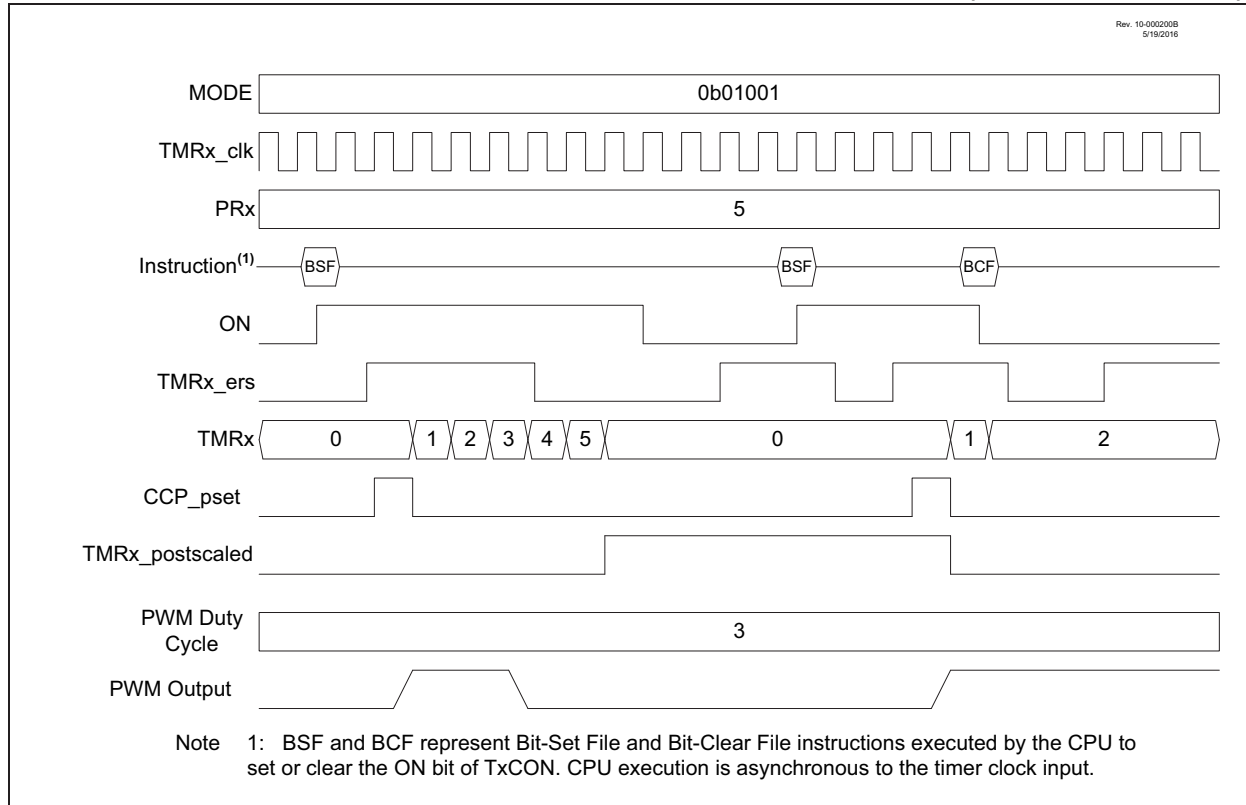 Rev. 10-000200B
5/19/2016
MODE 0b01001
TMRx_clk
PRx 5
Instruction(1) BSF BSF BCF
ON
TMRx_ers
TMRx 0 1 2 3 4 5 0 1 2
CCP_pset
TMRx_postscaled
PWM Duty
Cycle 3
PWM Output
Note 1: BSF and BCF represent Bit-Set File and Bit-Clear File instructions executed by the CPU to
set or clear the ON bit of TxCON. CPU execution is asynchronous to the timer clock input.